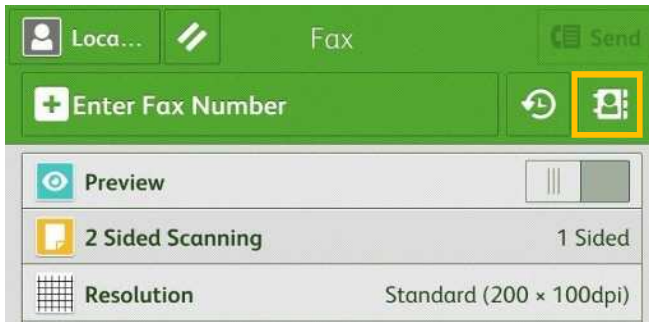 Loca... Fax Send
Enter Fax Number
Preview
2 Sided Scanning 1 Sided
Resolution Standard (200 × 100dpi)